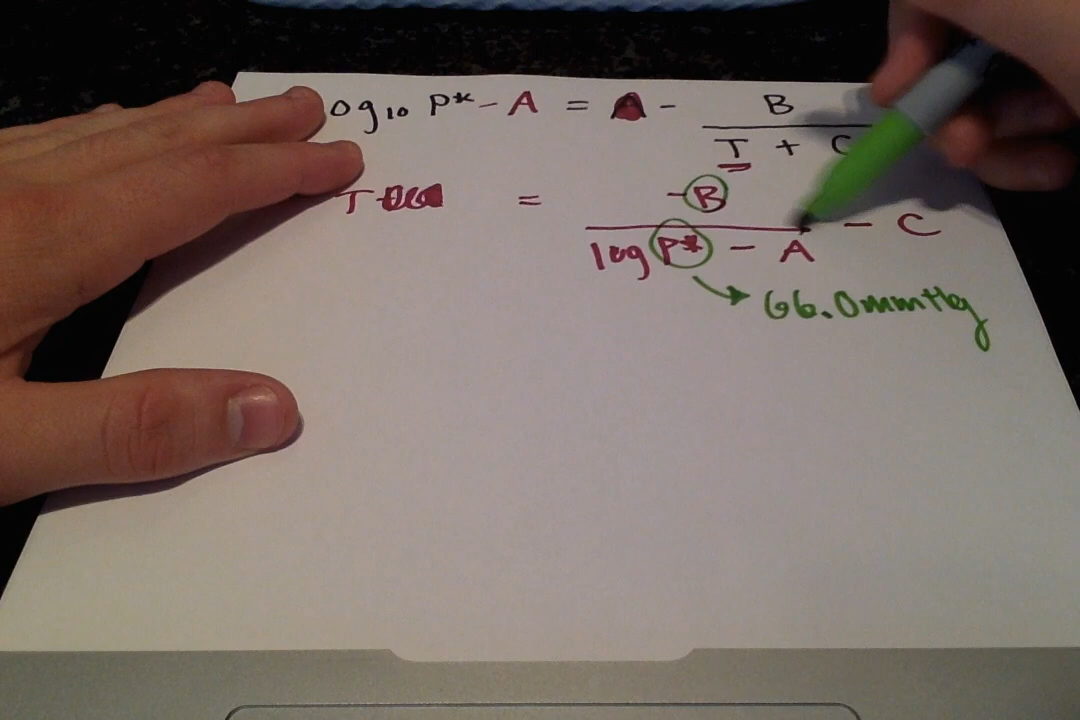 og10 P* - A = A - B
T + C
T = -B
log P* - A - C
66.0mmHg